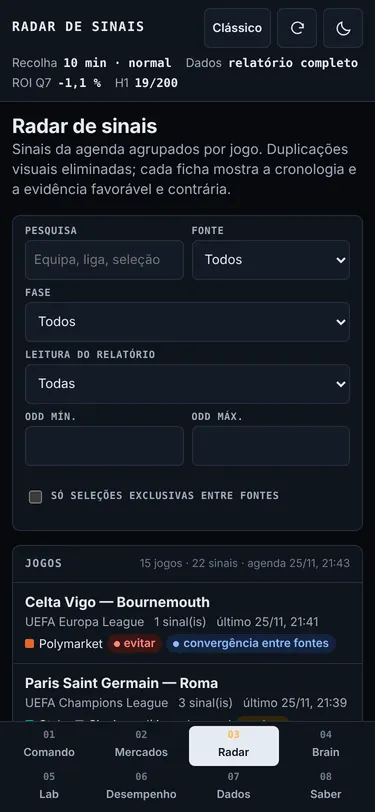 RADAR DE SINAIS
Clássico
Recolha 10 min · normal Dados relatório completo
ROI Q7 -1,1 % H1 19/200
Radar de sinais
Sinais da agenda agrupados por jogo. Duplicações
visuais eliminadas; cada ficha mostra a cronologia e
a evidência favorável e contrária.
PESQUISA FONTE
Equipa, liga, seleção Todos
FASE
Todos
LEITURA DO RELATÓRIO
Todas
ODD MÍN. ODD MÁX.
SÓ SELEÇÕES EXCLUSIVAS ENTRE FONTES
JOGOS 15 jogos · 22 sinais · agenda 25/11, 21:43
Celta Vigo — Bournemouth
UEFA Europa League 1 sinal(is) último 25/11, 21:41
Polymarket evitar convergência entre fontes
Paris Saint Germain — Roma
UEFA Champions League 3 sinal(is) último 25/11, 21:39
01 02 03 04
Comando Mercados Radar Brain
05 06 07 08
Lab Desempenho Dados Saber